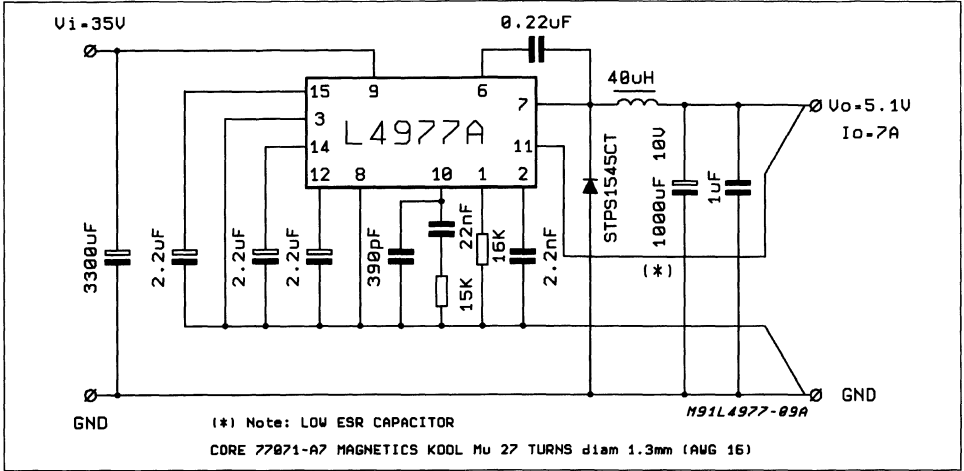 Vi=35V
0.22uF
40uH
15
9
6
7
3
L4977A
14
11
12
8
10
1
2
Vo=5.1V
Io=7A
3300uF
2.2uF
2.2uF
2.2uF
390pF
22nF
15K
16K
2.2nF
STPS1545CT
1000uF 10V
(*)
1uF
GND
GND
M91L4977-09A
(*) Note: LOW ESR CAPACITOR
CORE 77071-A7 MAGNETICS KOOL Mu 27 TURNS diam 1.3mm (AWG 16)